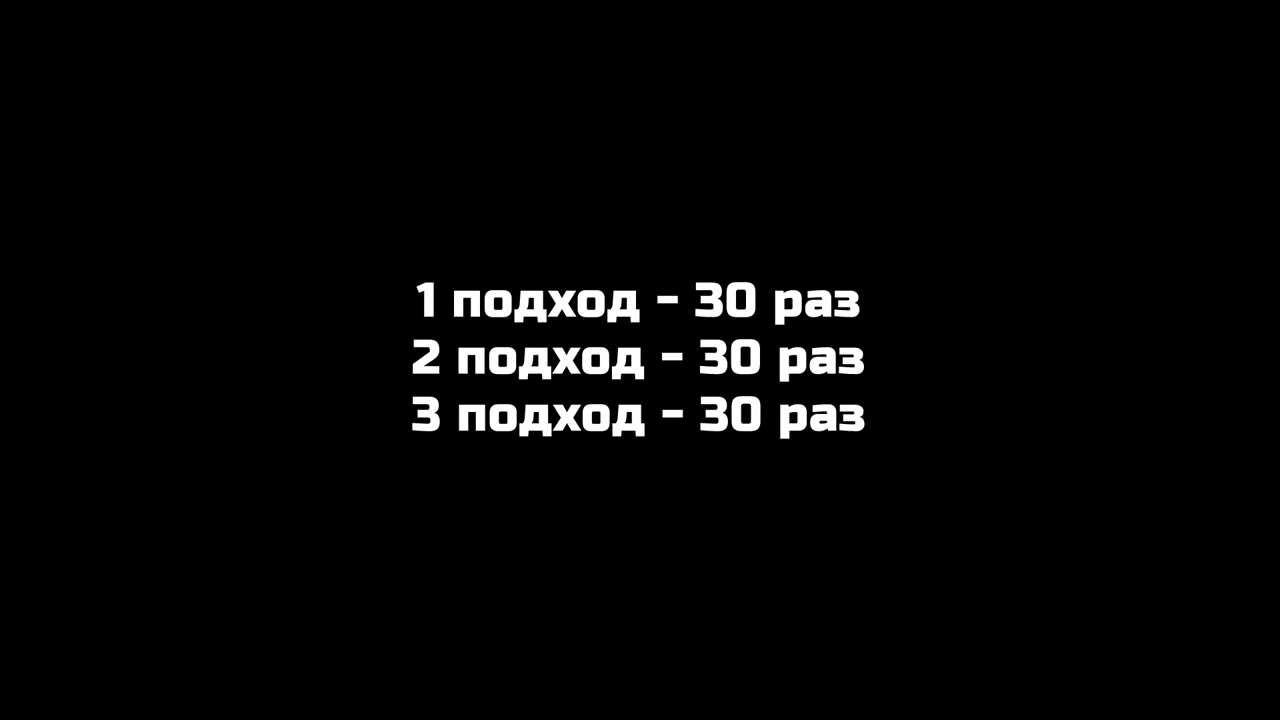 1 подход - 30 раз
2 подход - 30 раз
3 подход - 30 раз